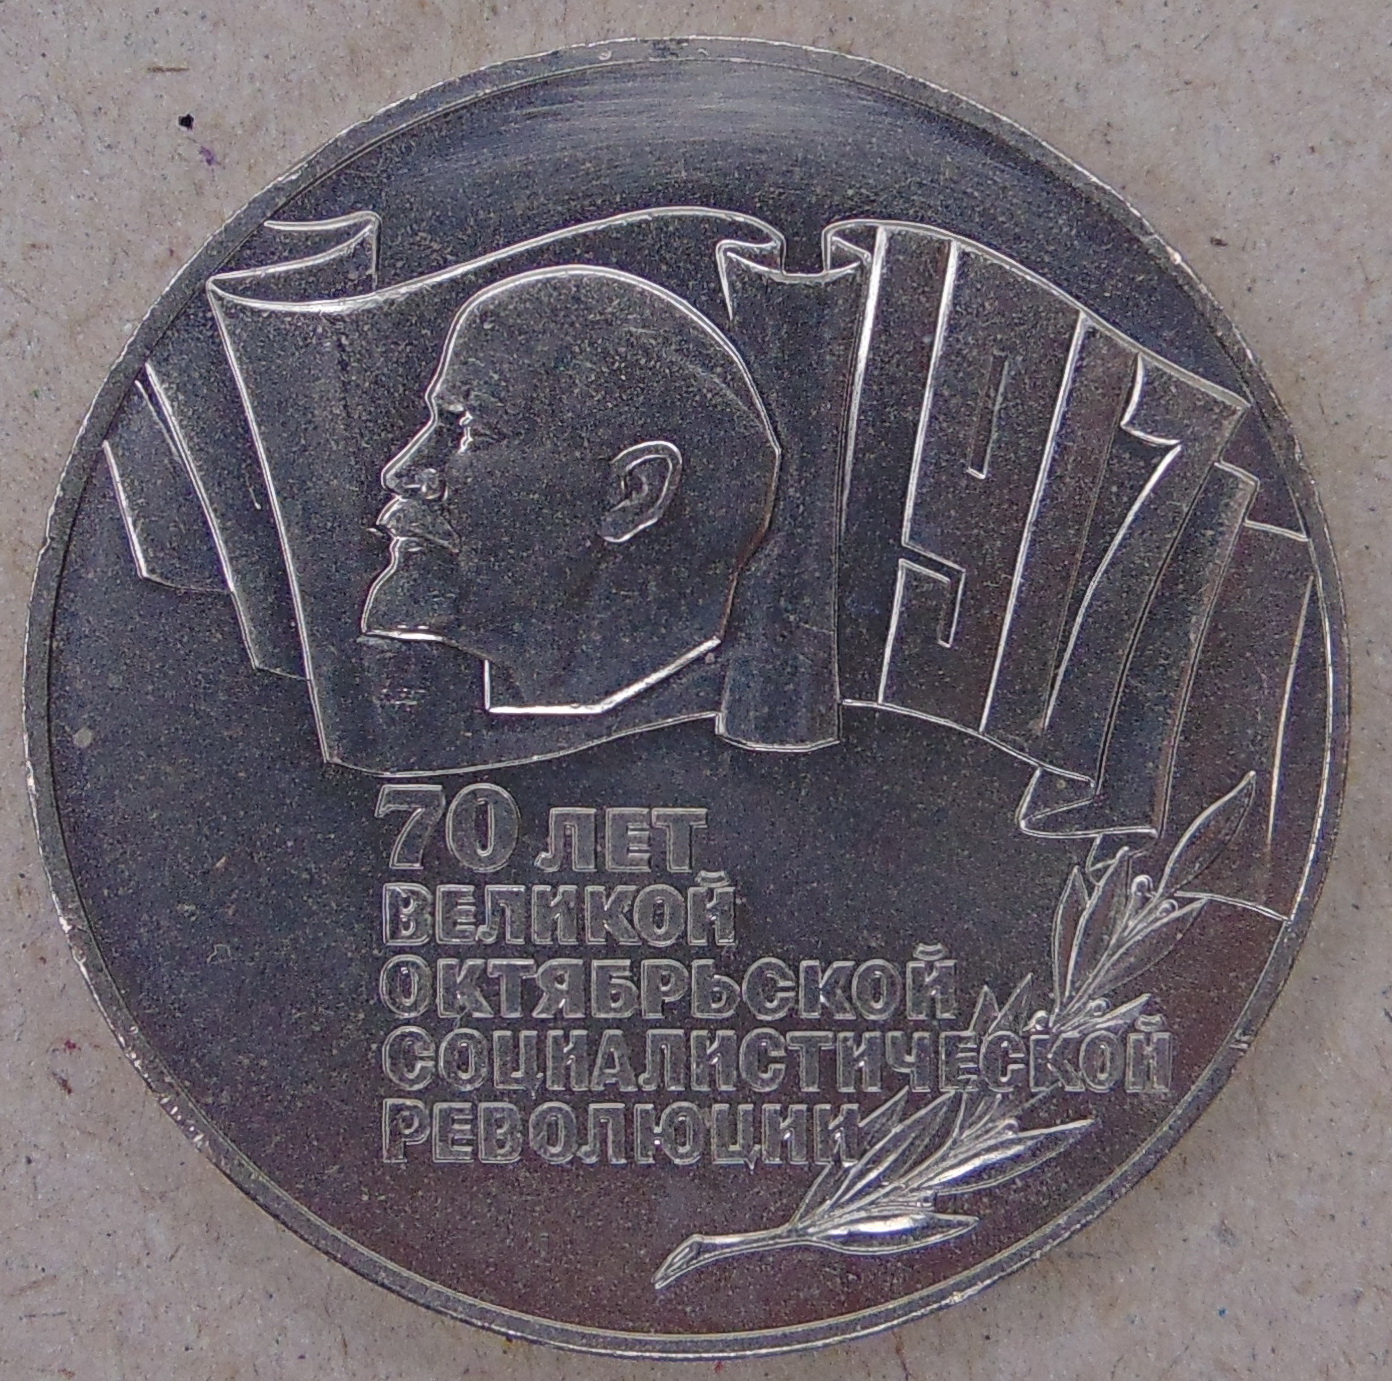 1917
70 ЛЕТ
ВЕЛИКОЙ
ОКТЯБРЬСКОЙ
СОЦИАЛИСТИЧЕСКОЙ
РЕВОЛЮЦИИ